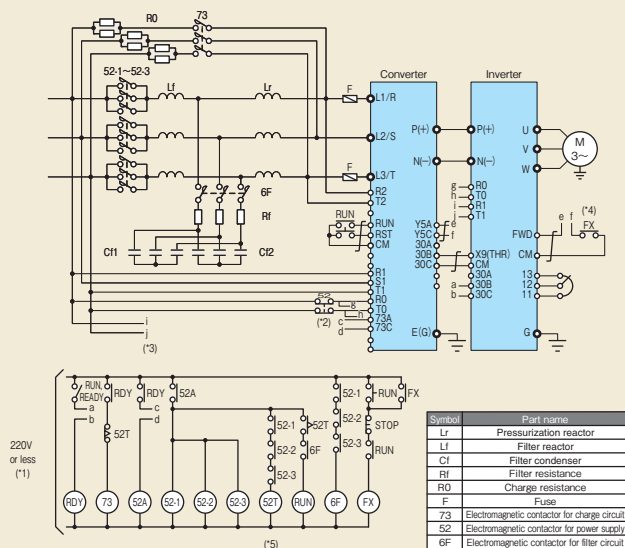 R0
73
52-1~52-3
Lf
Lr
F
Converter
Inverter
L1/R
P(+)
P(+)
U
M
3~
L2/S
V
N(−)
N(−)
W
F
L3/T
6F
R2
T2
g
R0
h
T0
i
R1
j
T1
Rf
RUN
RUN
RST
CM
Y5A
e
Y5C
f
30A
30B
30C
FWD
e
f
(*4)
FX
X9(THR)
CM
CM
Cf1
Cf2
30A
13
a
30B
12
b
30C
11
R1
S1
T1
52
R0
g
T0
h
(*2)
c
73A
d
73C
E(G)
G
i
j
(*3)
RUN,
READY
RDY
RDY
52A
52-1
RUN
FX
a
b
c
d
52T
52-1
52T
52-2
STOP
52-2
6F
52-3
RUN
52-3
220V
or less
(*1)
RDY
73
52A
52-1
52-2
52-3
52T
RUN
6F
FX
(*5)
Symbol
Part name
Lr
Pressurization reactor
Lf
Filter reactor
Cf
Filter condenser
Rf
Filter resistance
R0
Charge resistance
F
Fuse
73
Electromagnetic contactor for charge circuit
52
Electromagnetic contactor for power supply
6F
Electromagnetic contactor for filter circuit